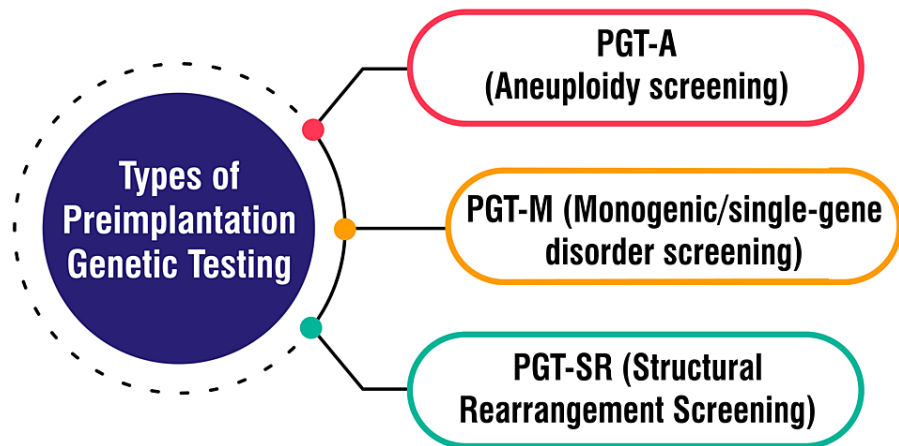 Types of
Preimplantation
Genetic Testing
PGT-A
(Aneuploidy screening)
PGT-M (Monogenic/single-gene
disorder screening)
PGT-SR (Structural
Rearrangement Screening)